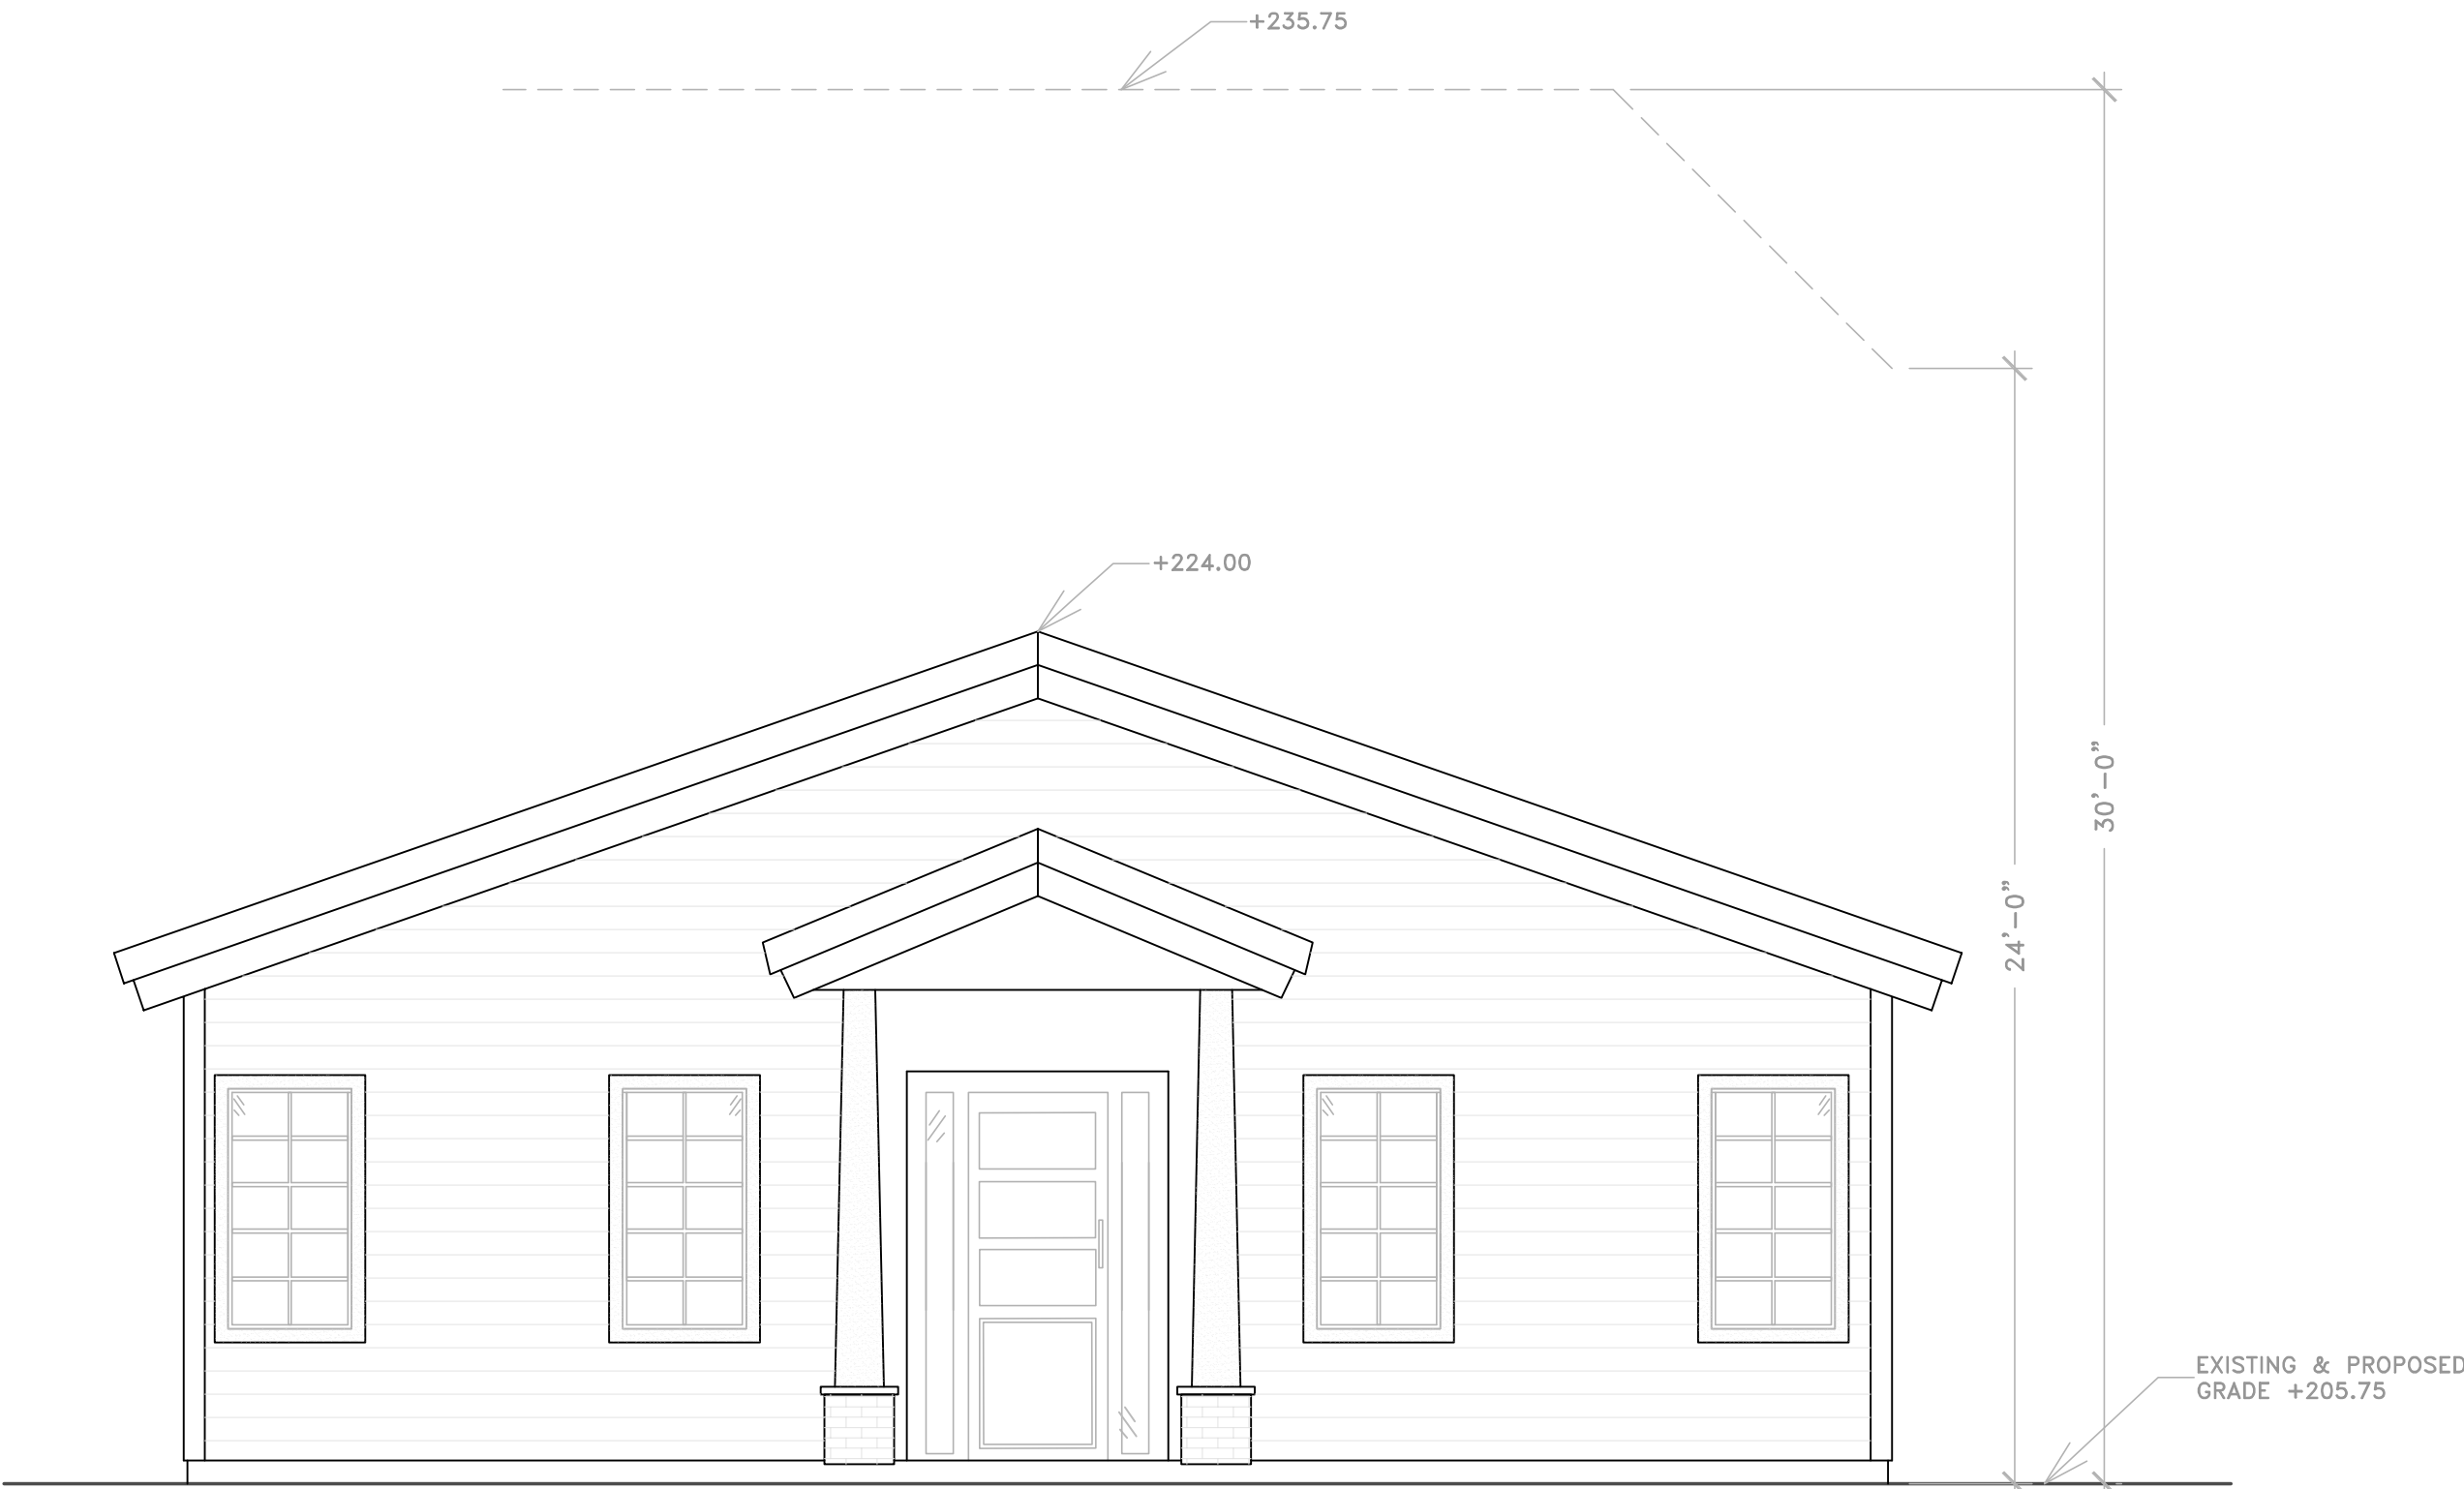 +235.75
+224.00
30'-0"
24'-0"
EXISTING & PROPOSED
GRADE +205.75